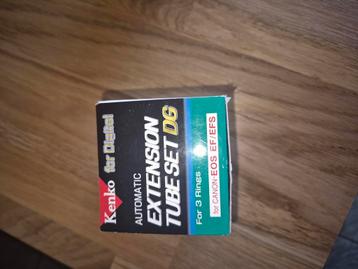 Kenko for Digital
AUTOMATIC
EXTENSION
TUBE SET DG
For 3 Rings
for CANON EOS EF/EFS